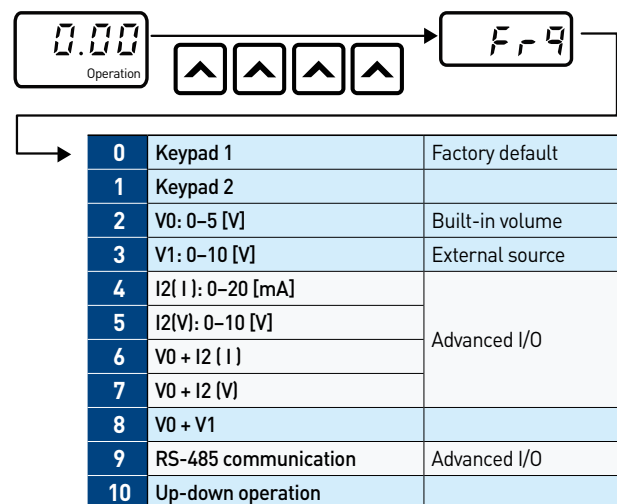 0.00 Frq
Operation
0 Keypad 1 Factory default
1 Keypad 2
2 V0: 0–5 [V] Built-in volume
3 V1: 0–10 [V] External source
4 I2( I ): 0–20 [mA]
5 I2(V): 0–10 [V]
Advanced I/O
6 V0 + I2 ( I )
7 V0 + I2 (V)
8 V0 + V1
9 RS-485 communication Advanced I/O
10 Up-down operation